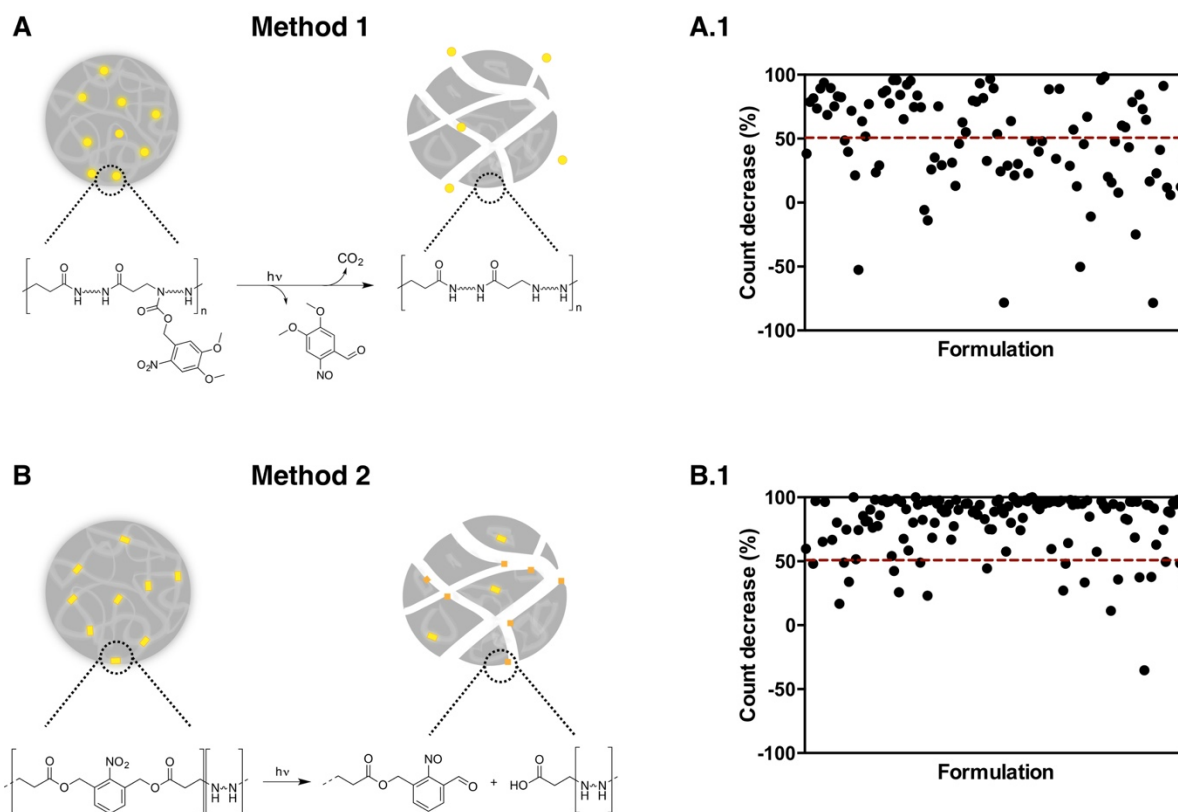 A
Method 1
A.1
O
O
N
H
N
H
N
N
H
n
O
O
O₂N
O
O
hν
CO₂
O
O
NO
O
O
O
N
H
N
H
N
H
N
H
n
Count decrease (%)
100
50
0
-50
-100
Formulation
B
Method 2
B.1
O
O
NO₂
O
O
N
H
N
H
hν
O
O
NO
O
+
HO
O
N
H
N
H
Count decrease (%)
100
50
0
-50
-100
Formulation